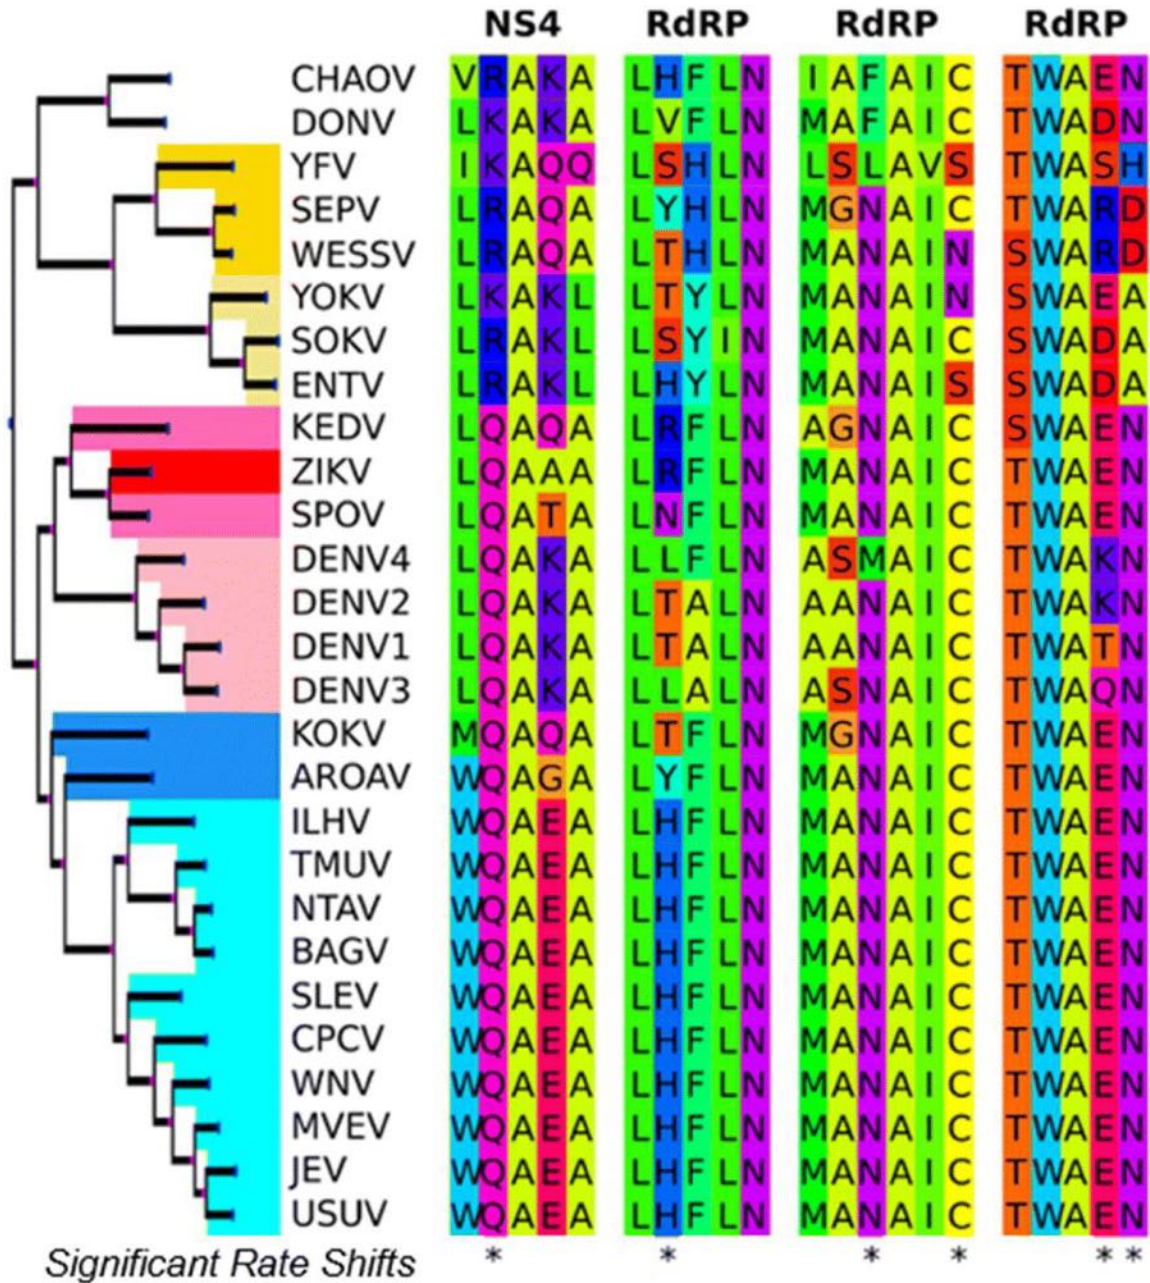 NS4 RdRP RdRP RdRP
CHAOV VRAKA LHFLN IAFAIC TWAEN
DONV LKAKA LVFLN MAFAIC TWADN
YFV IKAQQ LSHLN LSLAVS TWASH
SEPV LRAQA LYHLN MGNAIC TWARD
WESSV LRAQA LTHLN MANAIN SWARD
YOKV LKAKL LTYLN MANAIN SWAEA
SOKV LRAKL LSYIN MANAIC SWADA
ENTV LRAKL LHYLN MANAIS SWADA
KEDV LQAQA LRFLN AGNAIC SWAEN
ZIKV LQAAA LRFLN MANAIC TWAEN
SPOV LQATA LNFLN MANAIC TWAEN
DENV4 LQAKA LLFLN ASMAIC TWAKN
DENV2 LQAKA LTALN AANAIC TWAKN
DENV1 LQAKA LTALN AANAIC TWATN
DENV3 LQAKA LLALN ASNAIC TWAQN
KOKV MQAQA LTFLN MGNAIC TWAEN
AROAV WQAGA LYFLN MANAIC TWAEN
ILHV WQAEA LHFLN MANAIC TWAEN
TMUV WQAEA LHFLN MANAIC TWAEN
NTAV WQAEA LHFLN MANAIC TWAEN
BAGV WQAEA LHFLN MANAIC TWAEN
SLEV WQAEA LHFLN MANAIC TWAEN
CPCV WQAEA LHFLN MANAIC TWAEN
WNV WQAEA LHFLN MANAIC TWAEN
MVEV WQAEA LHFLN MANAIC TWAEN
JEV WQAEA LHFLN MANAIC TWAEN
USUV WQAEA LHFLN MANAIC TWAEN
Significant Rate Shifts * * * * * *